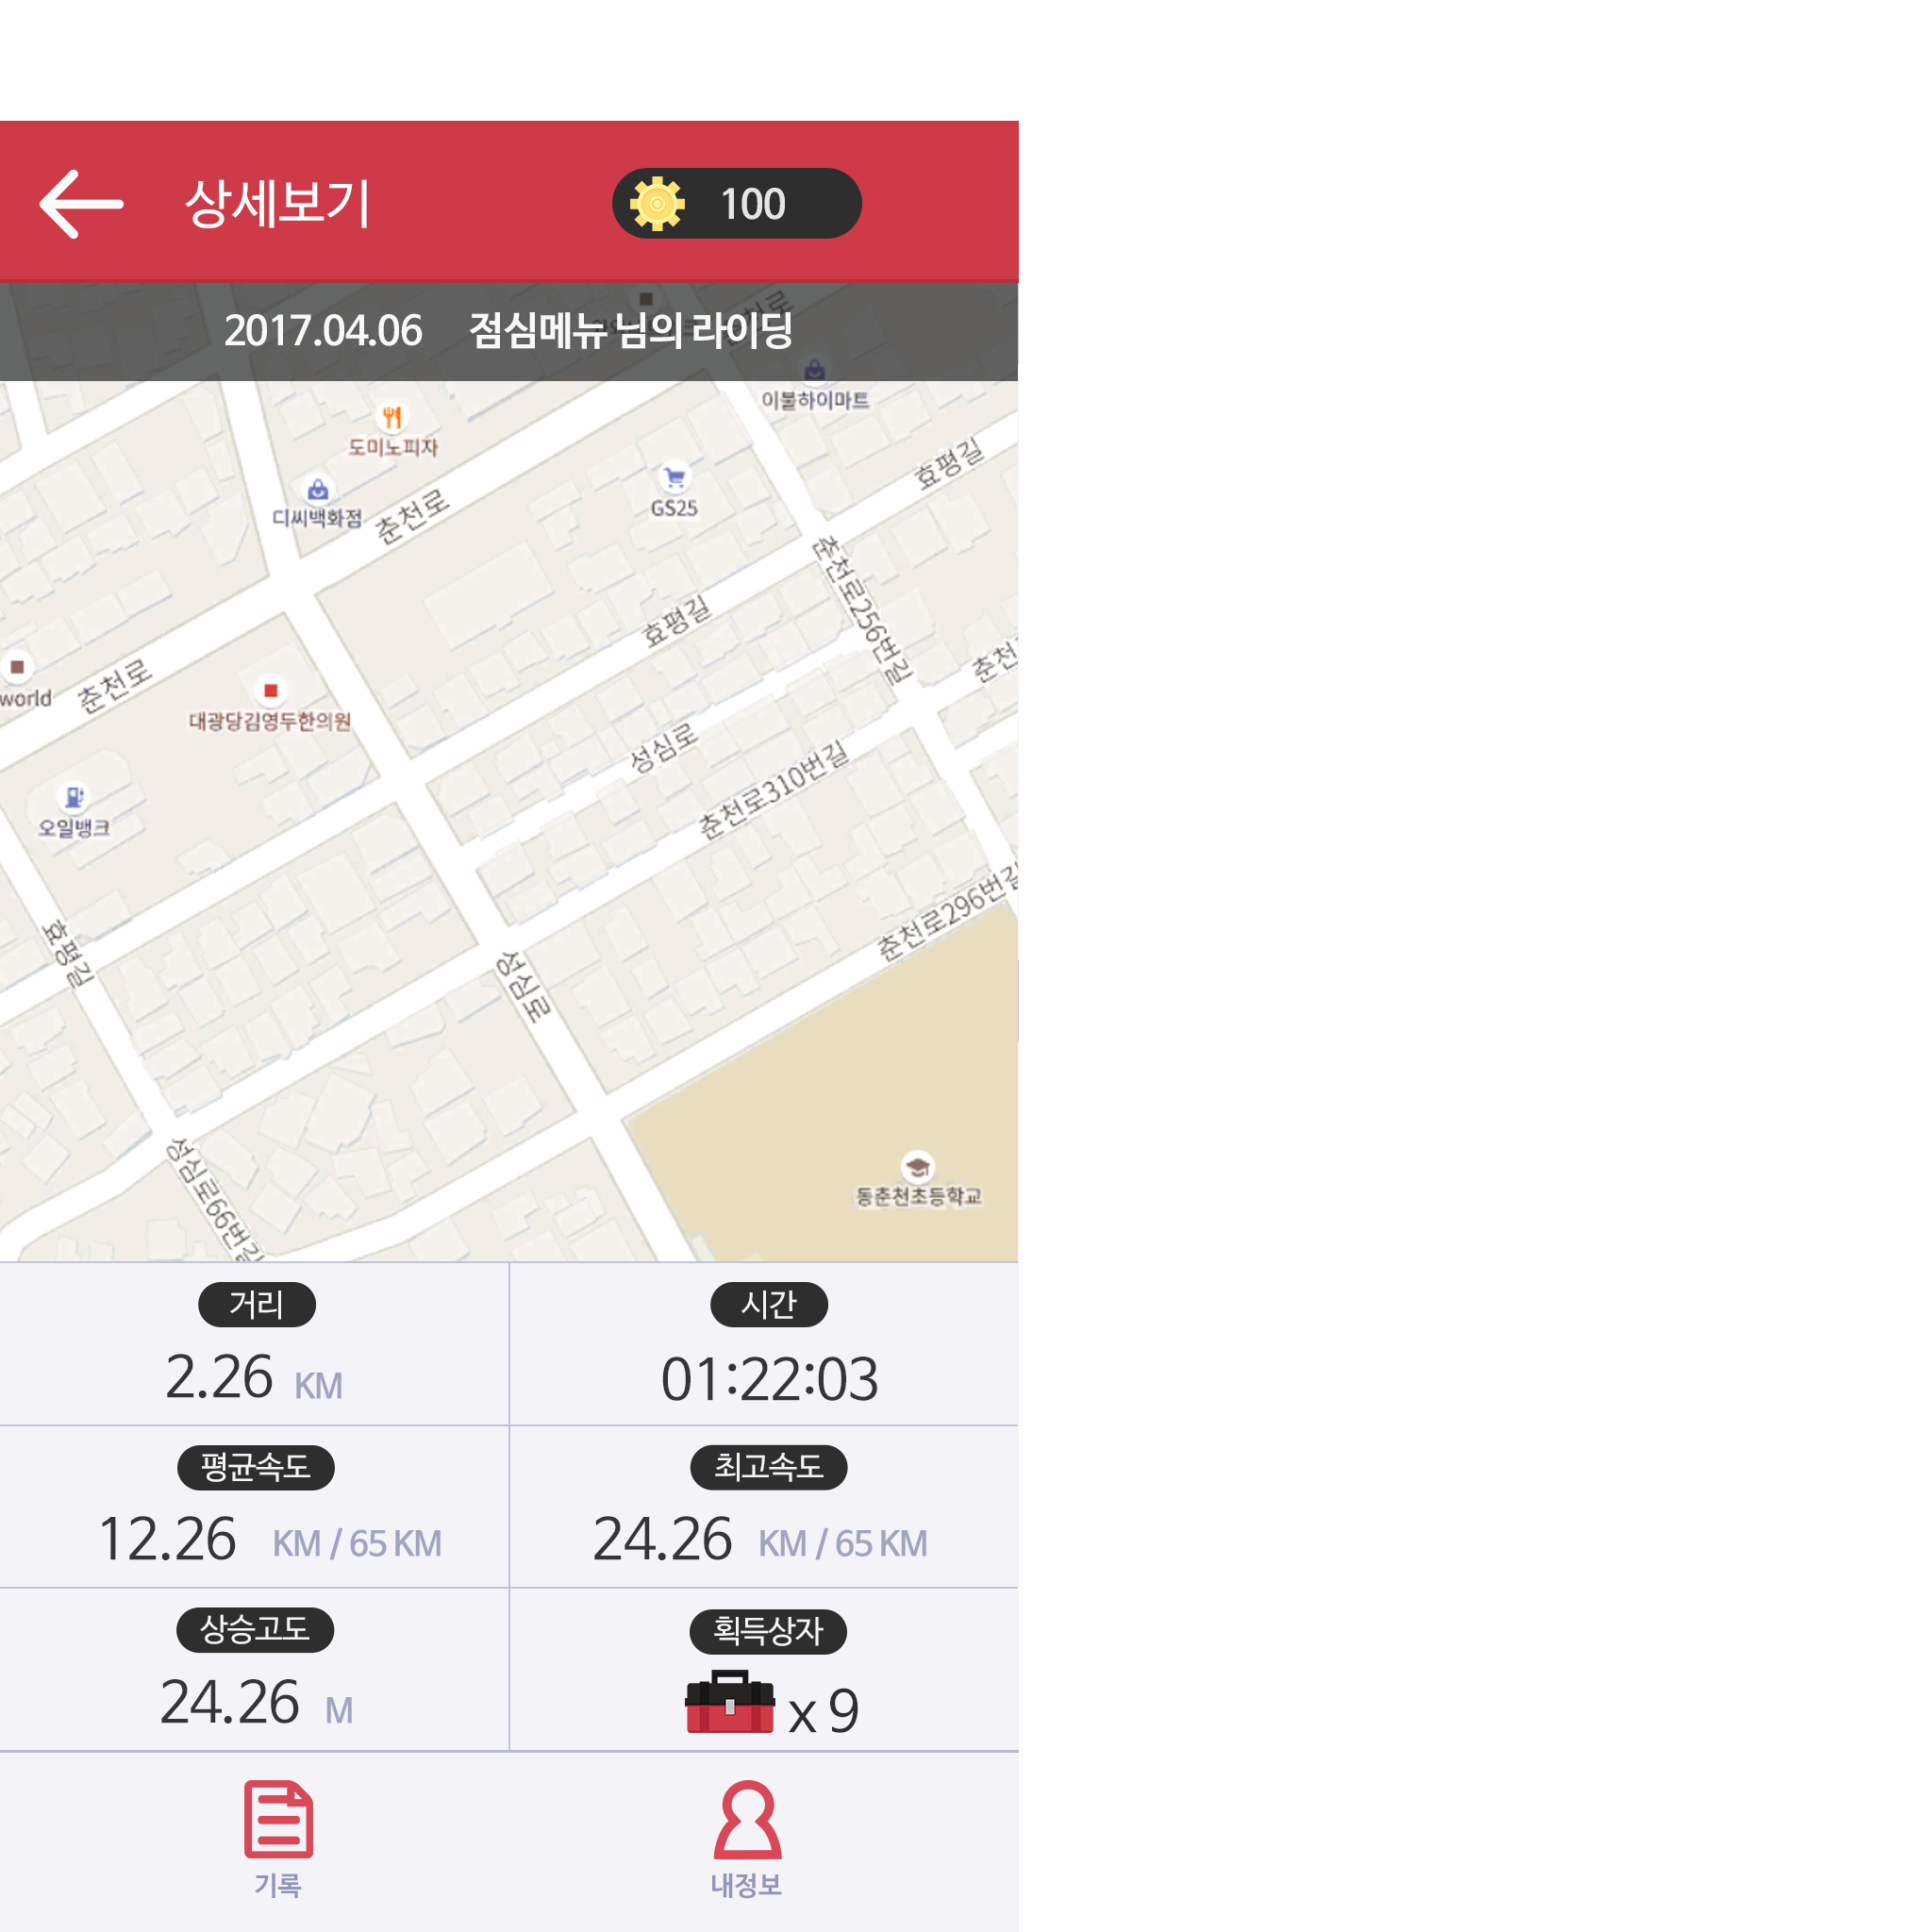 상세보기
100
2017.04.06 점심메뉴 님의 라이딩
이불하이마트
도미노피자
효평길
GS25
디씨백화점
춘천로
춘천로256번길
효평길
춘천
world
춘천로
대광당김영두한의원
성심로
춘천로310번길
오일뱅크
춘천로296번길
효평길
성심로
성심로66번길
동춘천초등학교
거리
2.26 KM
시간
01:22:03
평균속도
12.26 KM / 65 KM
최고속도
24.26 KM / 65 KM
상승고도
24.26 M
획득상자
x 9
기록
내정보